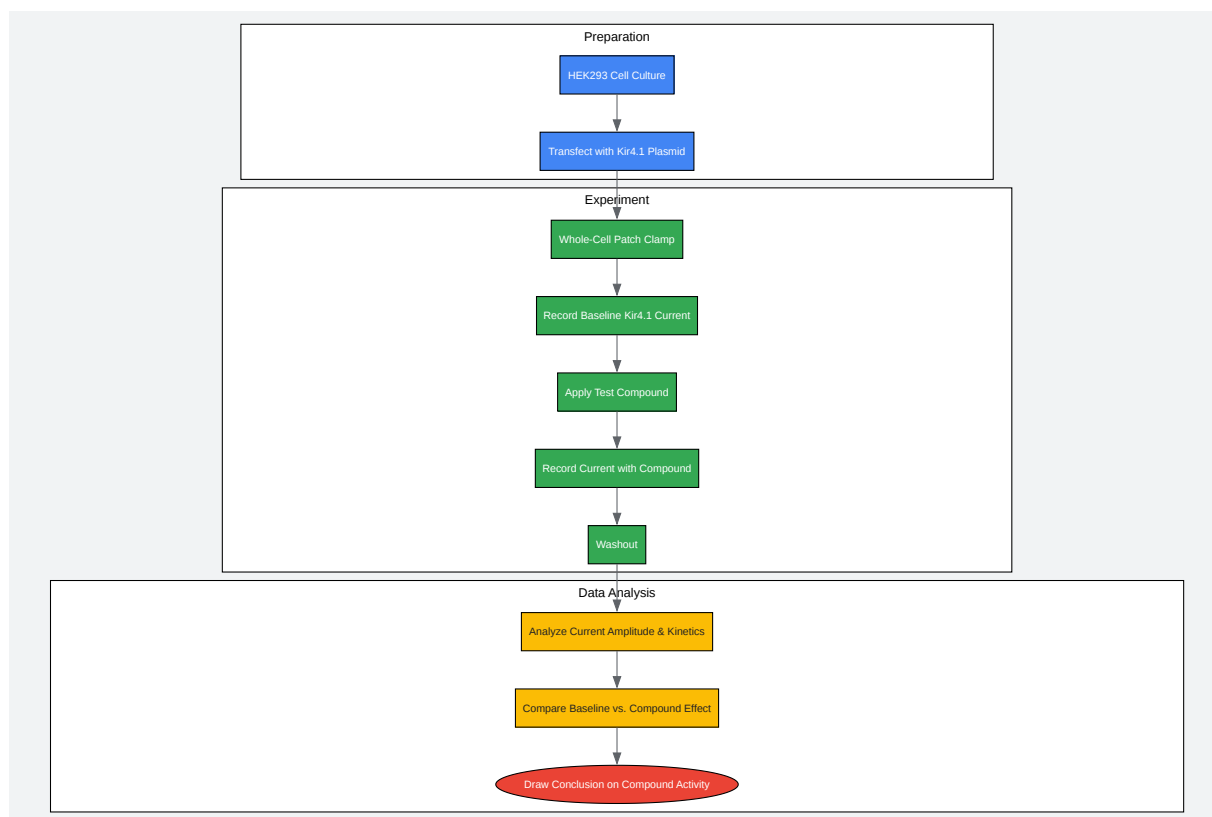 Preparation
HEK293 Cell Culture
Transfect with Kir4.1 Plasmid
Experiment
Whole-Cell Patch Clamp
Record Baseline Kir4.1 Current
Apply Test Compound
Record Current with Compound
Washout
Data Analysis
Analyze Current Amplitude & Kinetics
Compare Baseline vs. Compound Effect
Draw Conclusion on Compound Activity